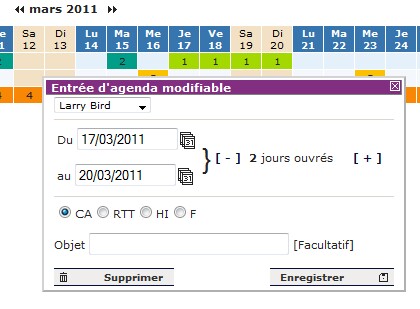 mars 2011
e Sa Di Lu Ma Me Je Ve Sa Di Lu Ma Me Je
1 12 13 14 15 16 17 18 19 20 21 22 23 24
2 2 1 1 1 1
4 4
Entrée d'agenda modifiable
Larry Bird
Du 17/03/2011
[ - ] 2 jours ouvrés [ + ]
au 20/03/2011
CA RTT HI F
Objet [Facultatif]
Supprimer Enregistrer